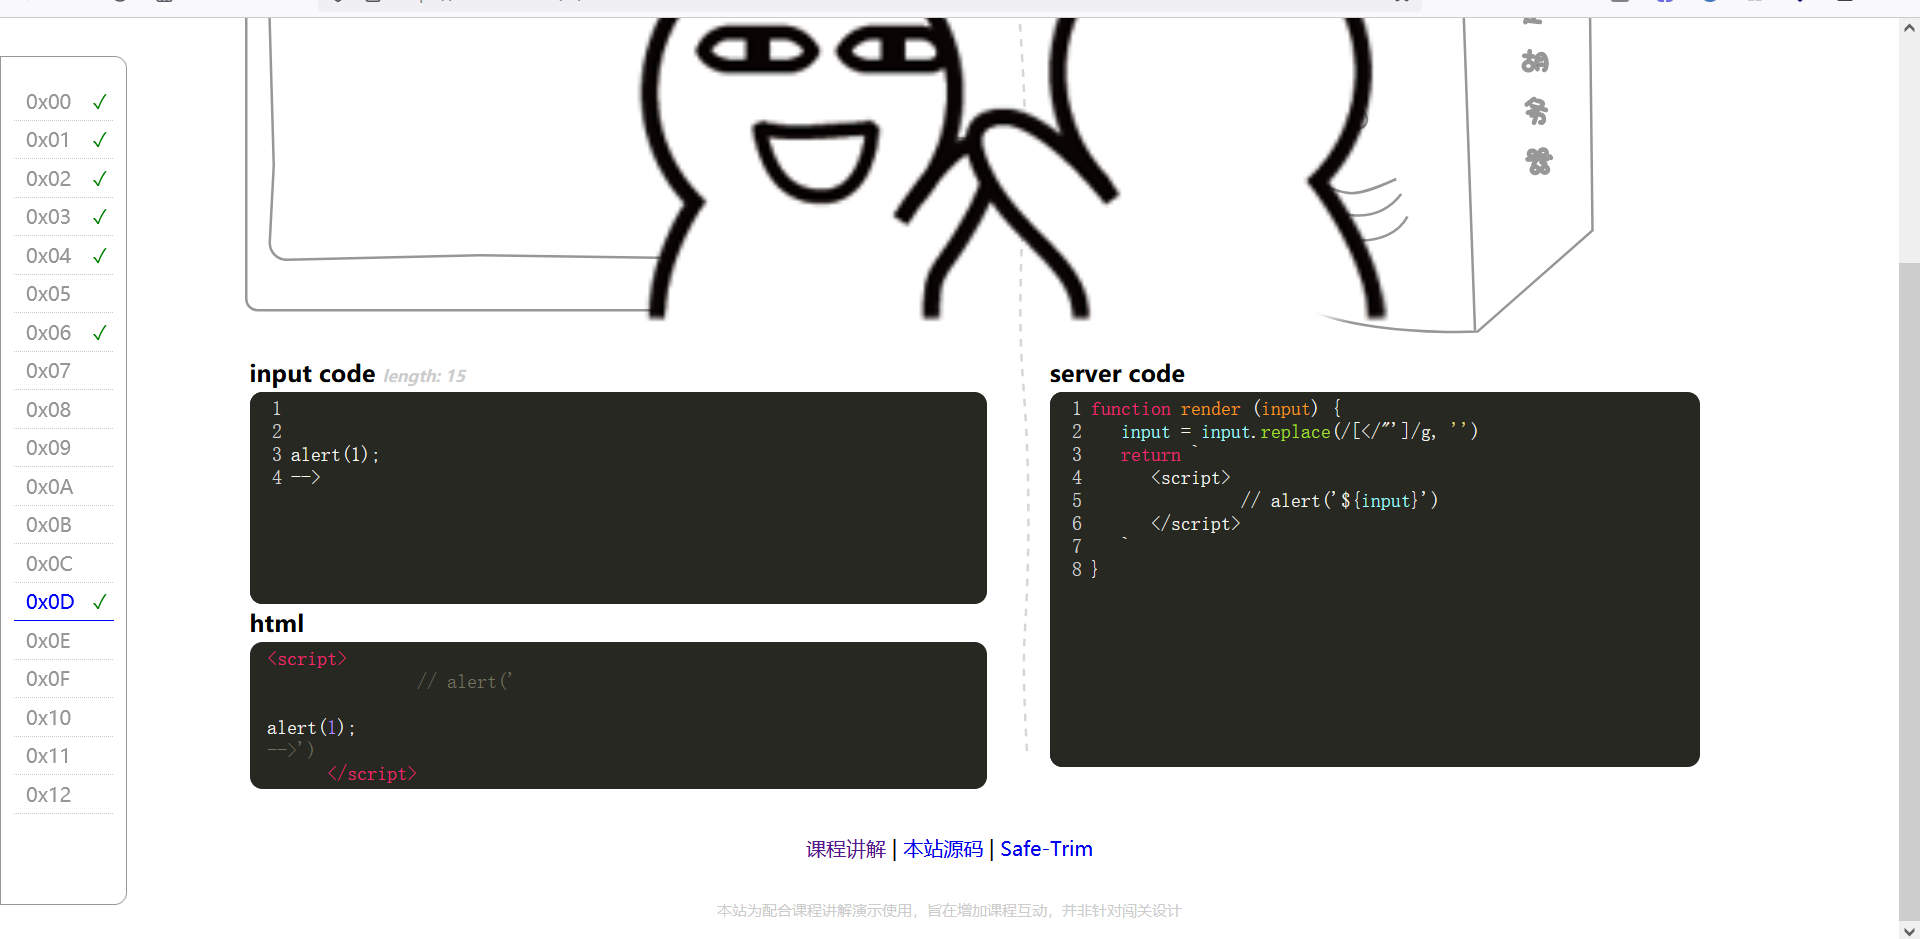 胡
爷
器
0x00 ✓
0x01 ✓
0x02 ✓
0x03 ✓
0x04 ✓
0x05
0x06 ✓
0x07
0x08
0x09
0x0A
0x0B
0x0C
0x0D ✓
0x0E
0x0F
0x10
0x11
0x12
input code length: 15
1
2
3 alert(1);
4 -->
html
<script>
// alert('
alert(1);
-->')
</script>
server code
1 function render (input) {
2 input = input.replace(/[</"']/g, '')
3 return `
4 <script>
5 // alert('${input}')
6 </script>
7 `
8 }
课程讲解 | 本站源码 | Safe-Trim
本站为配合课程讲解演示使用，旨在增加课程互动，并非针对闯关设计